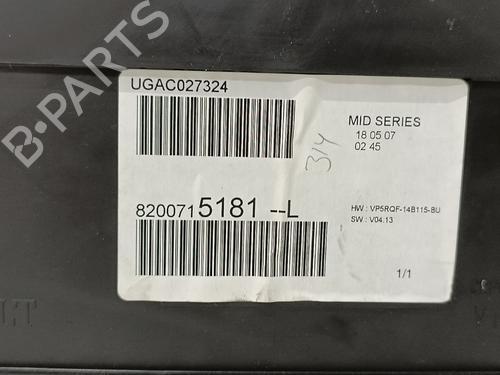 B-PARTS
UGAC027324
MID SERIES
18 05 07
02 45
314
8200715181 --L
HW : VP5RQF-14B115-BU
SW : V04.13
1/1